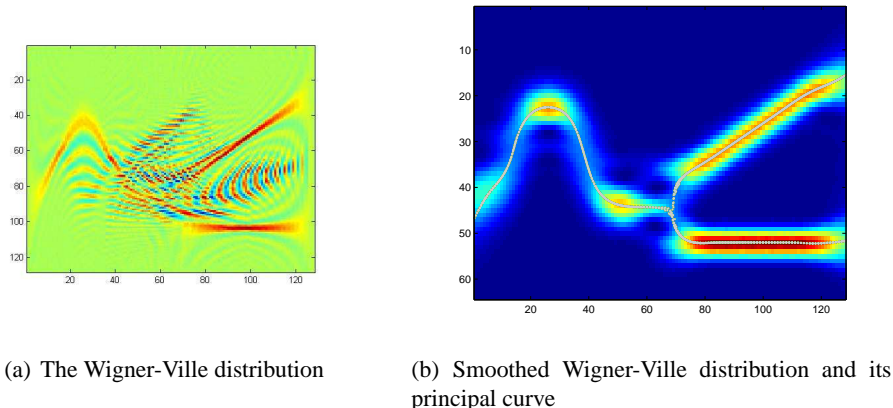 20
40
60
80
100
120
20 40 60 80 100 120
10
20
30
40
50
60
20 40 60 80 100 120
(a) The Wigner-Ville distribution
(b) Smoothed Wigner-Ville distribution and its
principal curve